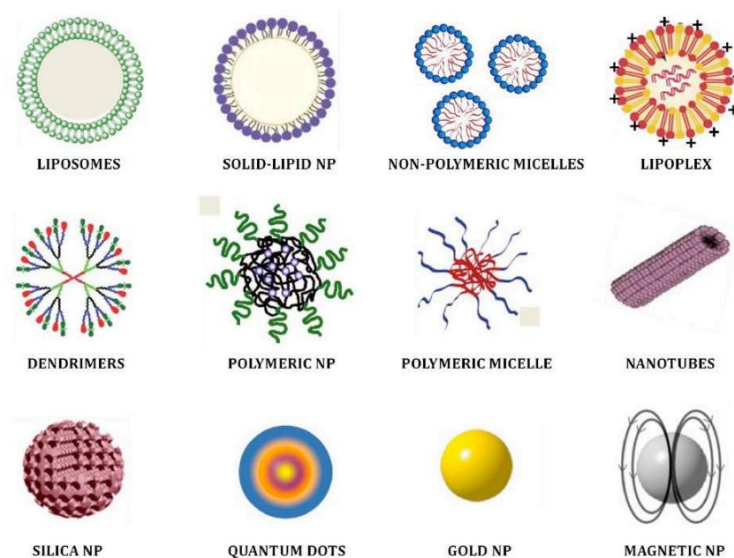 LIPOSOMES
SOLID-LIPID NP
NON-POLYMERIC MICELLES
LIPOPLEX
DENDRIMERS
POLYMERIC NP
POLYMERIC MICELLE
NANOTUBES
SILICA NP
QUANTUM DOTS
GOLD NP
MAGNETIC NP